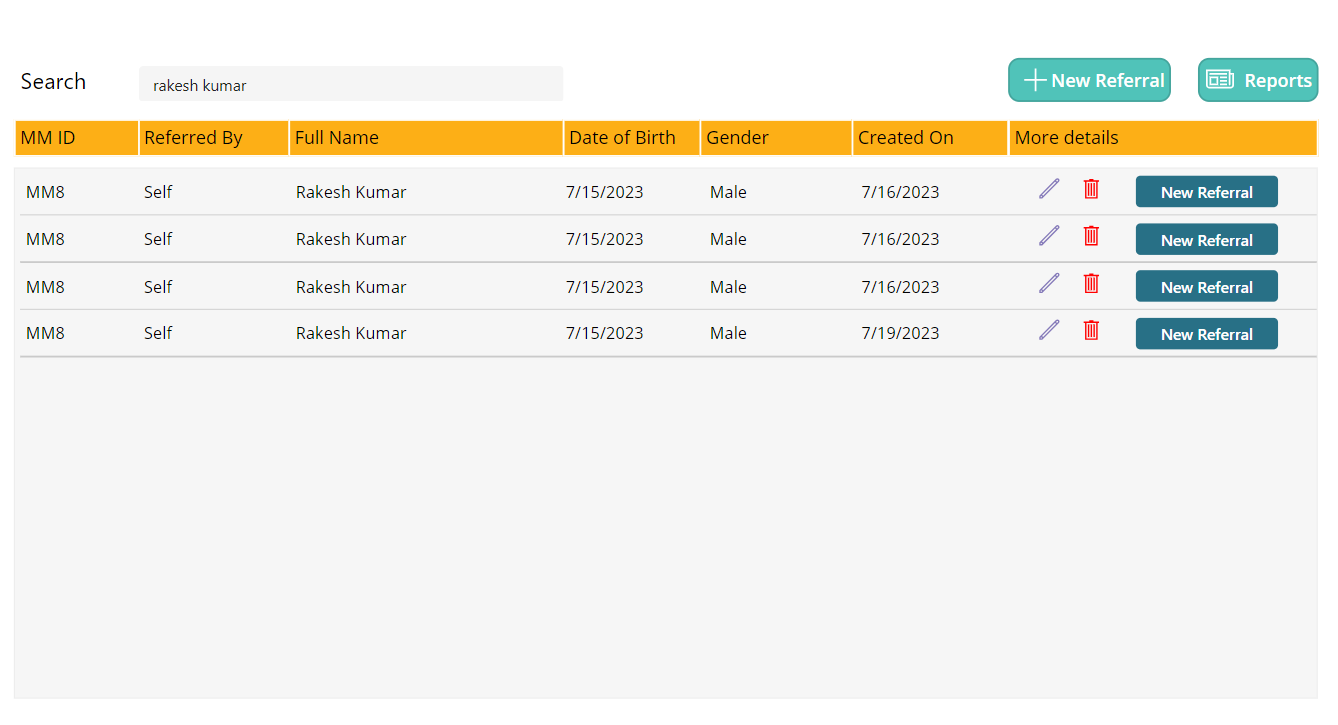 Search rakesh kumar New Referral Reports
MM ID Referred By Full Name Date of Birth Gender Created On More details
MM8 Self Rakesh Kumar 7/15/2023 Male 7/16/2023 New Referral
MM8 Self Rakesh Kumar 7/15/2023 Male 7/16/2023 New Referral
MM8 Self Rakesh Kumar 7/15/2023 Male 7/16/2023 New Referral
MM8 Self Rakesh Kumar 7/15/2023 Male 7/19/2023 New Referral